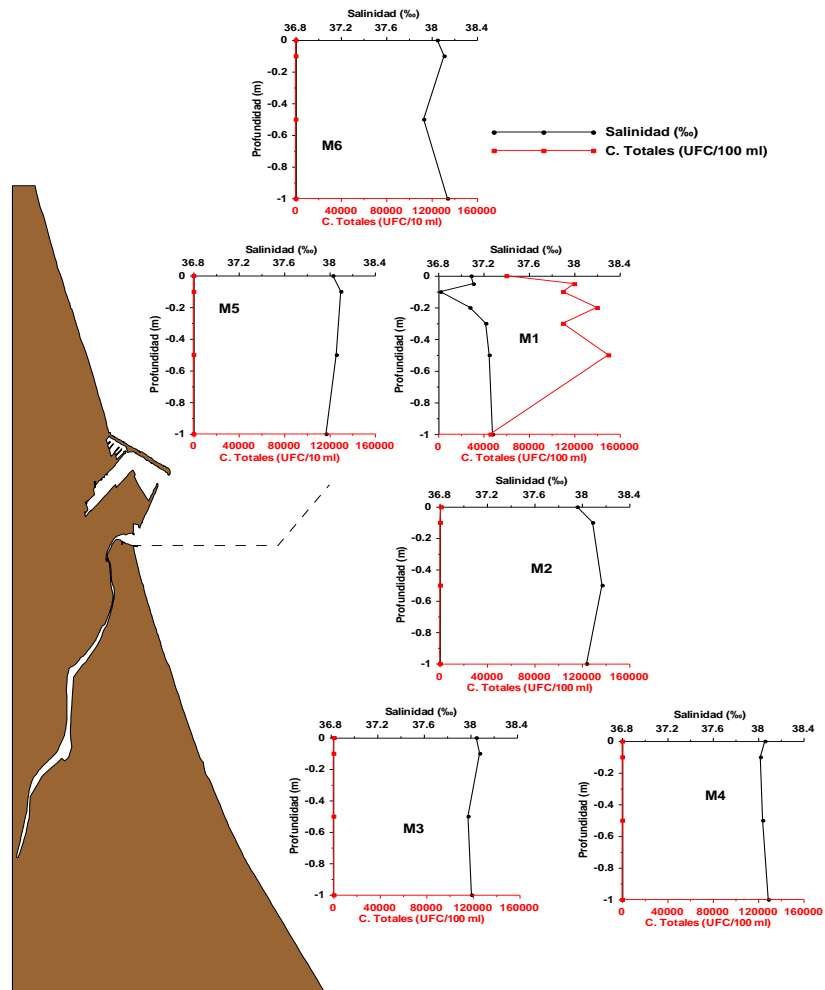 Salinidad (‰)
36.8 37.2 37.6 38 38.4
0
-0.2
-0.4
-0.6
-0.8
-1
Profundidad (m)
M6
0 40000 80000 120000 160000
C. Totales (UFC/10 ml)
Salinidad (‰)
C. Totales (UFC/100 ml)
Salinidad (‰)
36.8 37.2 37.6 38 38.4
0
-0.2
-0.4
-0.6
-0.8
-1
Profundidad (m)
M5
0 40000 80000 120000 160000
C. Totales (UFC/10 ml)
Salinidad (‰)
36.8 37.2 37.6 38 38.4
0
-0.2
-0.4
-0.6
-0.8
-1
Profundidad (m)
M1
0 40000 80000 120000 160000
C. Totales (UFC/100 ml)
Salinidad (‰)
36.8 37.2 37.6 38 38.4
0
-0.2
-0.4
-0.6
-0.8
-1
Profundidad (m)
M2
0 40000 80000 120000 160000
C. Totales (UFC/100 ml)
Salinidad (‰)
36.8 37.2 37.6 38 38.4
0
-0.2
-0.4
-0.6
-0.8
-1
Profundidad (m)
M3
0 40000 80000 120000 160000
C. Totales (UFC/100 ml)
Salinidad (‰)
36.8 37.2 37.6 38 38.4
0
-0.2
-0.4
-0.6
-0.8
-1
Profundidad (m)
M4
0 40000 80000 120000 160000
C. Totales (UFC/100 ml)